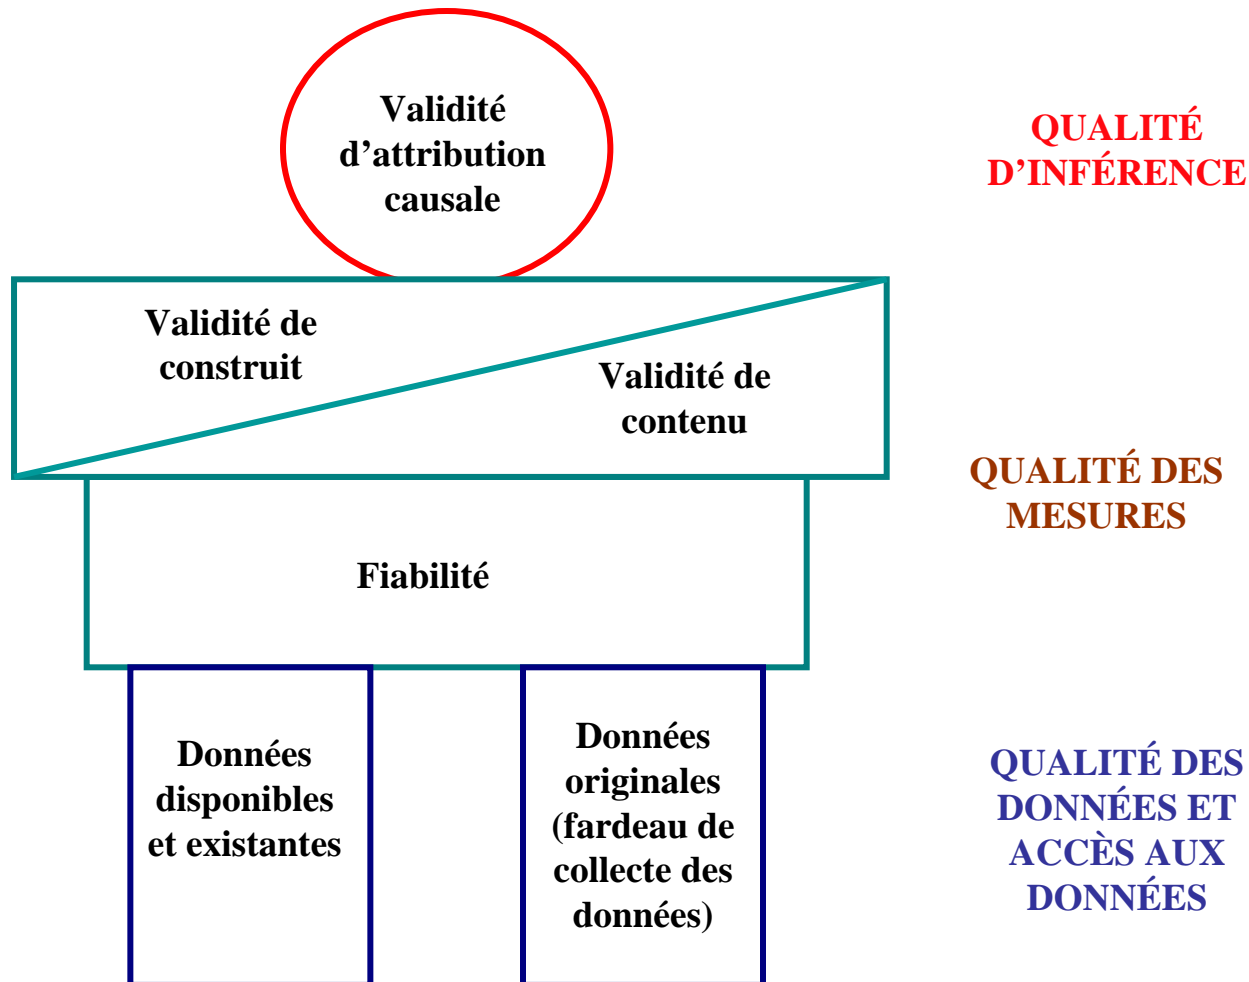 Validité
d'attribution
causale
QUALITÉ
D’INFÉRENCE
Validité de
construit
Validité de
contenu
QUALITÉ DES
MESURES
Fiabilité
Données
disponibles
et existantes
Données
originales
(fardeau de
collecte des
données)
QUALITÉ DES
DONNÉES ET
ACCÈS AUX
DONNÉES